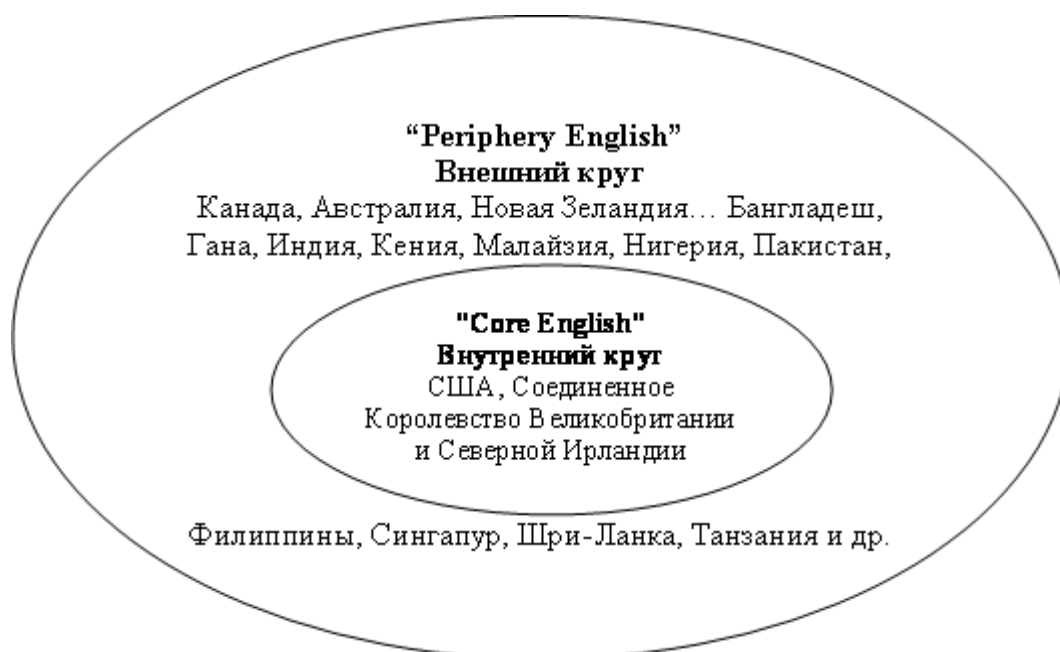 “Periphery English”
Внешний круг
Канада, Австралия, Новая Зеландия... Бангладеш,
Гана, Индия, Кения, Малайзия, Нигерия, Пакистан,
"Core English"
Внутренний круг
США, Соединенное
Королевство Великобритании
и Северной Ирландии
Филиппины, Сингапур, Шри-Ланка, Танзания и др.